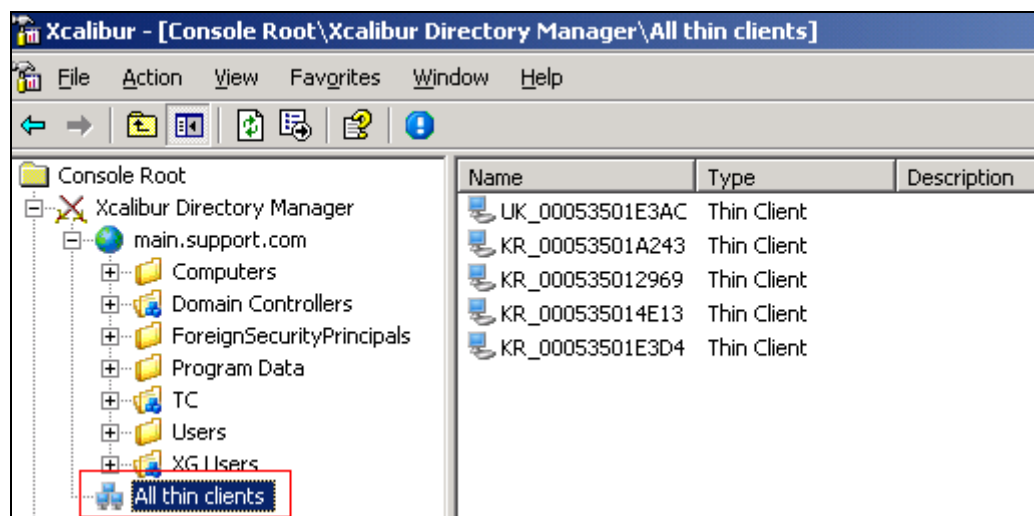 Xcalibur - [Console Root\Xcalibur Directory Manager\All thin clients]
File Action View Favorites Window Help
Console Root
Xcalibur Directory Manager
main.support.com
Computers
Domain Controllers
ForeignSecurityPrincipals
Program Data
TC
Users
XG Users
All thin clients
Name Type Description
UK_00053501E3AC Thin Client
KR_00053501A243 Thin Client
KR_000535012969 Thin Client
KR_000535014E13 Thin Client
KR_00053501E3D4 Thin Client